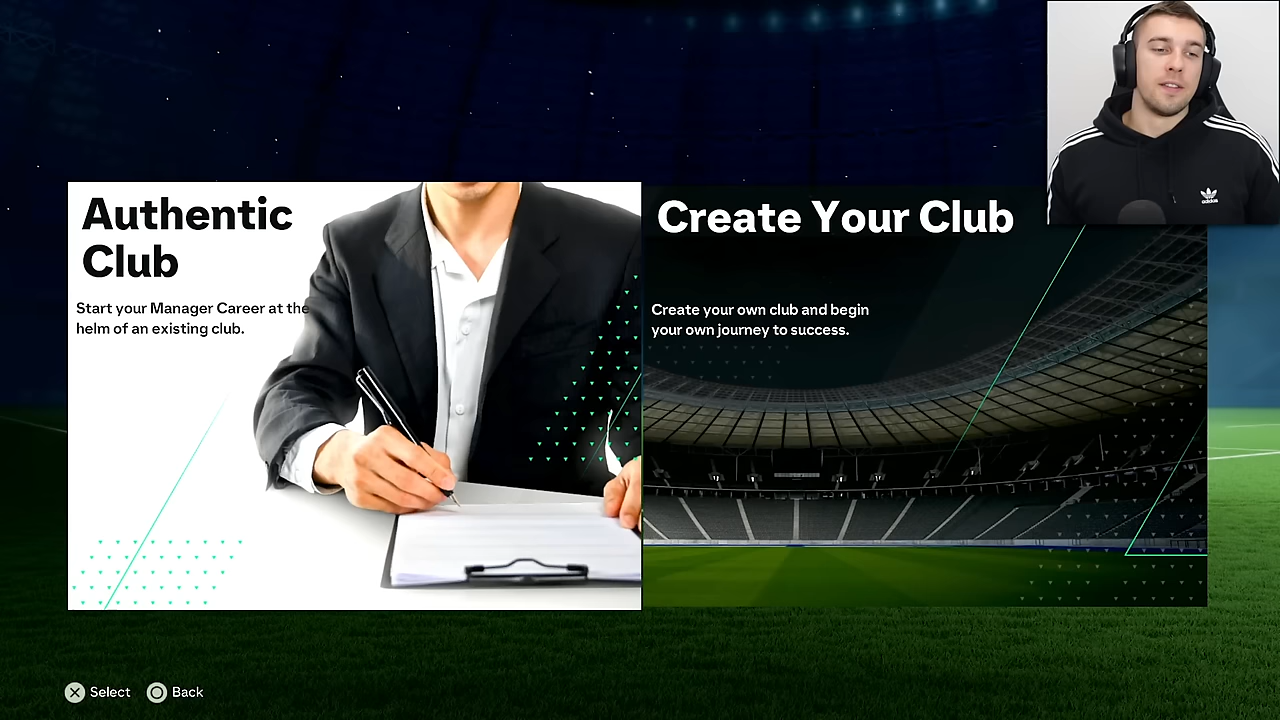 Authentic
Club
Start your Manager Career at the
helm of an existing club.
Create Your Club
Create your own club and begin
your own journey to success.
adidas
Select
Back